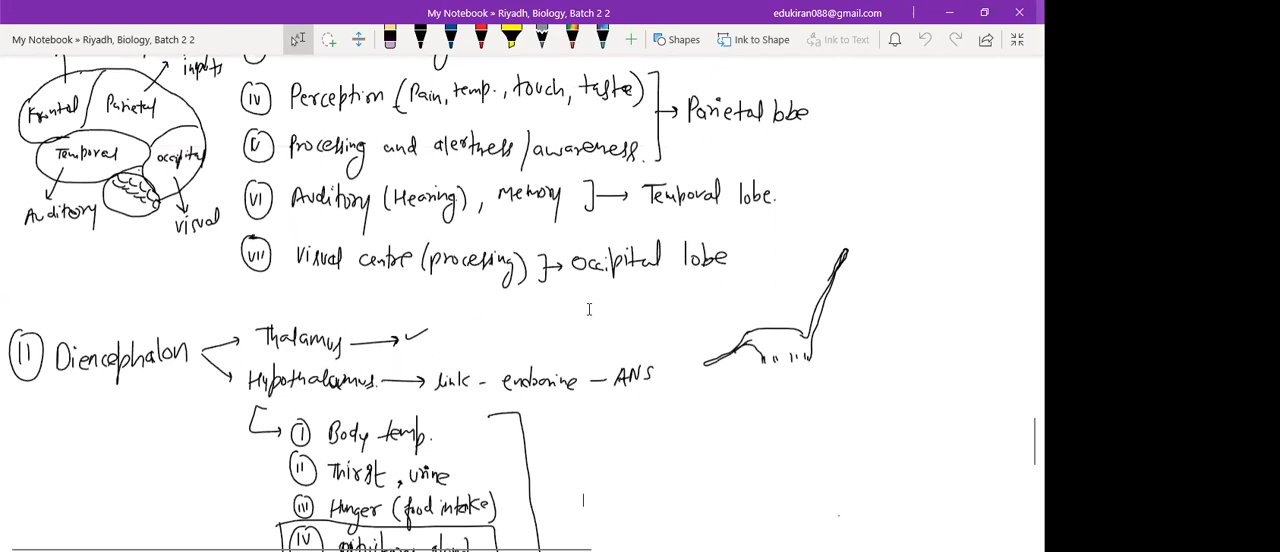 My Notebook » Riyadh, Biology, Batch 2 2
edukiran088@gmail.com
My Notebook » Riyadh, Biology, Batch 2 2
Shapes
Ink to Shape
Ink to Text
inputs
Frontal
Parietal
Temporal
occipital
Auditory
Visual
(IV) Perception (Pain, temp., touch, taste)
→ Parietal lobe
(V) Processing and alertness/awareness.
(VI) Auditory (Hearing), Memory ]→ Temporal lobe.
(VII) Visual centre (processing) }→ Occipital lobe
(II) Diencephalon
Thalamus → ✓
Hypothalamus → link - endocrine - ANS
(I) Body temp.
(II) Thirst, urine
(III) Hunger (food intake)
(IV) pituitary gland